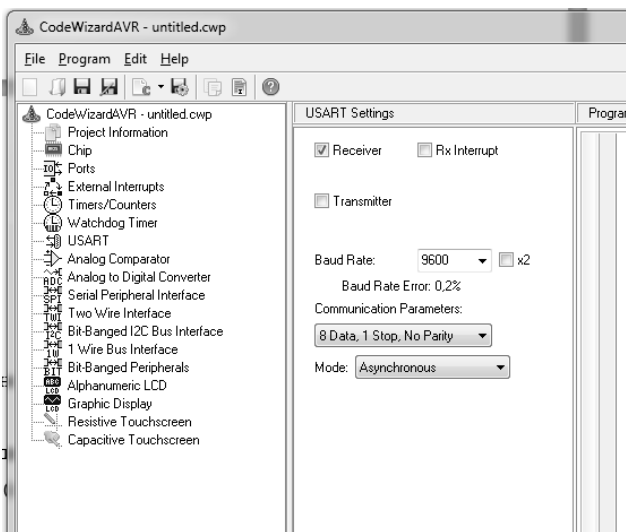 CodeWizardAVR - untitled.cwp
File Program Edit Help
CodeWizardAVR - untitled.cwp
Project Information
Chip
Ports
External Interrupts
Timers/Counters
Watchdog Timer
USART
Analog Comparator
Analog to Digital Converter
Serial Peripheral Interface
Two Wire Interface
Bit-Banged I2C Bus Interface
1 Wire Bus Interface
Bit-Banged Peripherals
Alphanumeric LCD
Graphic Display
Resistive Touchscreen
Capacitive Touchscreen
USART Settings
Receiver Rx Interrupt
Transmitter
Baud Rate: 9600 x2
Baud Rate Error: 0,2%
Communication Parameters:
8 Data, 1 Stop, No Parity
Mode: Asynchronous
Program